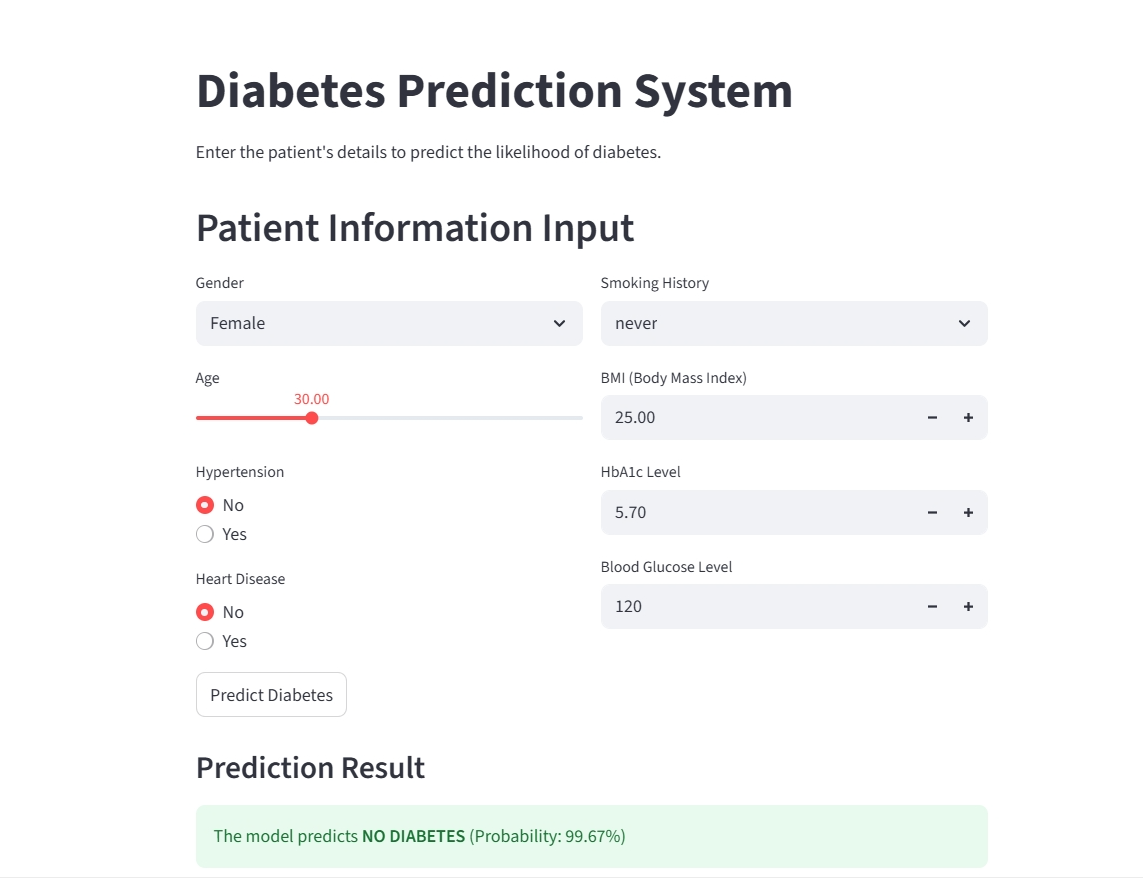 Diabetes Prediction System
Enter the patient's details to predict the likelihood of diabetes.
Patient Information Input
Gender
Female
Age
30.00
Hypertension
No
Yes
Heart Disease
No
Yes
Smoking History
never
BMI (Body Mass Index)
25.00
HbA1c Level
5.70
Blood Glucose Level
120
Predict Diabetes
Prediction Result
The model predicts NO DIABETES (Probability: 99.67%)